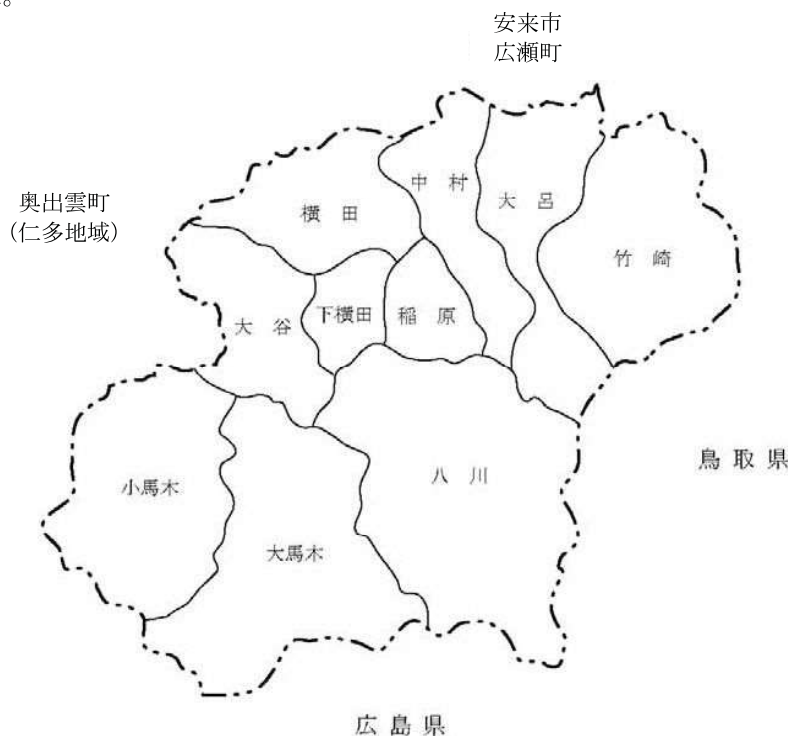 安来市
広瀬町
奥出雲町
（仁多地域）
中村
大呂
横田
竹崎
大谷
下横田
稲原
小馬木
大馬木
八川
鳥取県
広島県